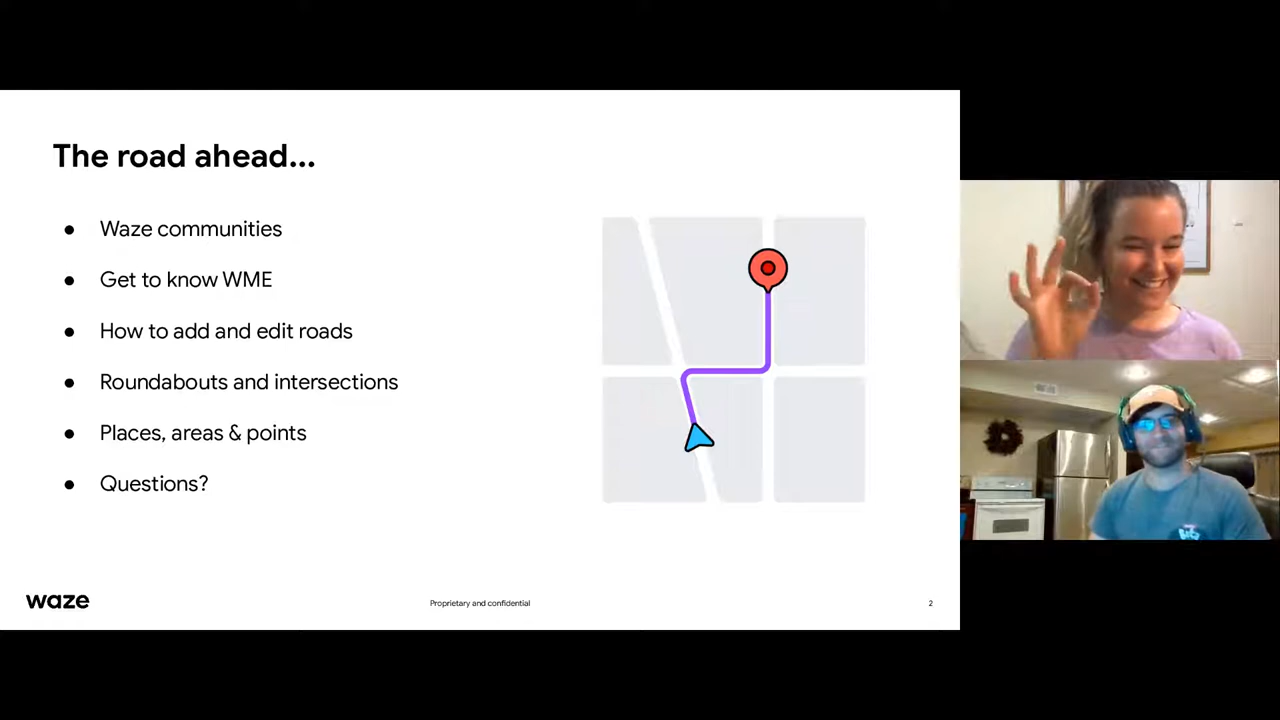 The road ahead...
● Waze communities
● Get to know WME
● How to add and edit roads
● Roundabouts and intersections
● Places, areas & points
● Questions?
waze
Proprietary and confidential
2